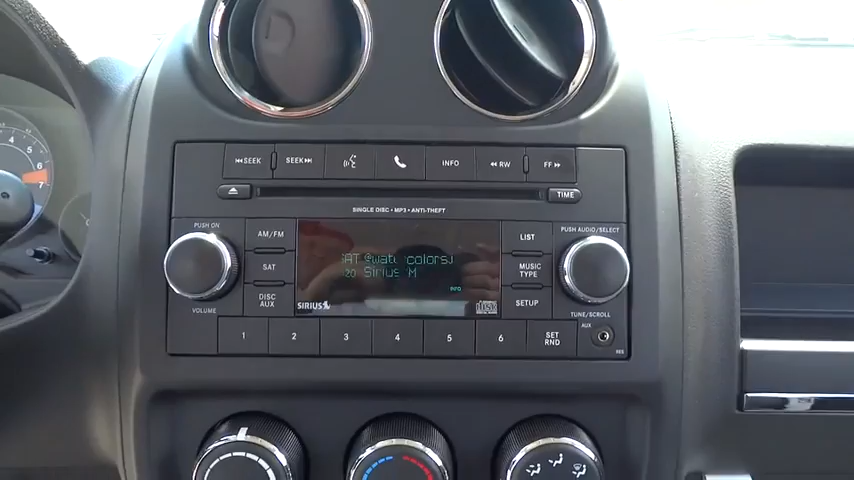 SEEK SEEK INFO RW FF
TIME
SINGLE DISC • MP3 • ANTI-THEFT
PUSH ON
PUSH AUDIO/SELECT
AM/FM
LIST
SAT
MUSIC TYPE
DISC AUX
SETUP
SIRIUS
INFO
VOLUME
TUNE/SCROLL
1 2 3 4 5 6 SET RND
AUX
RES